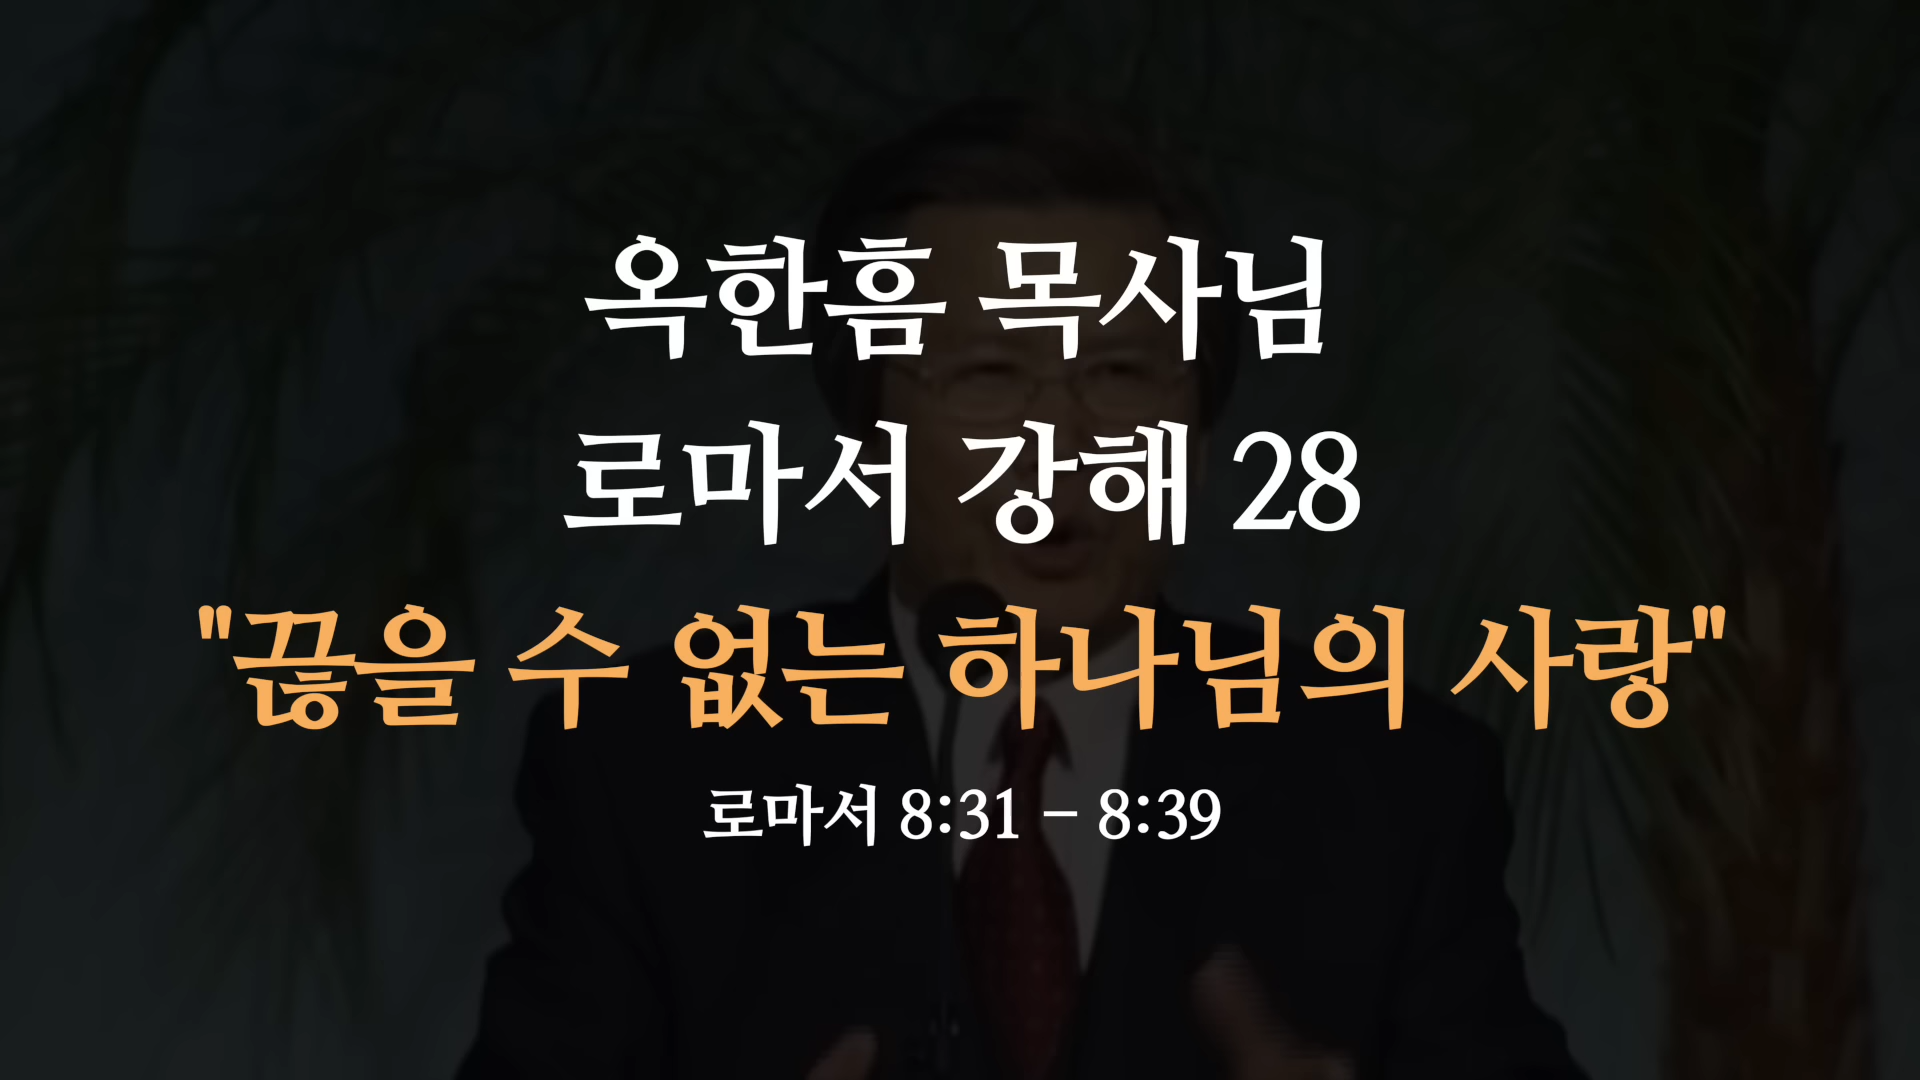 옥한흠 목사님
로마서 강해 28
"끊을 수 없는 하나님의 사랑"
로마서 8:31 - 8:39